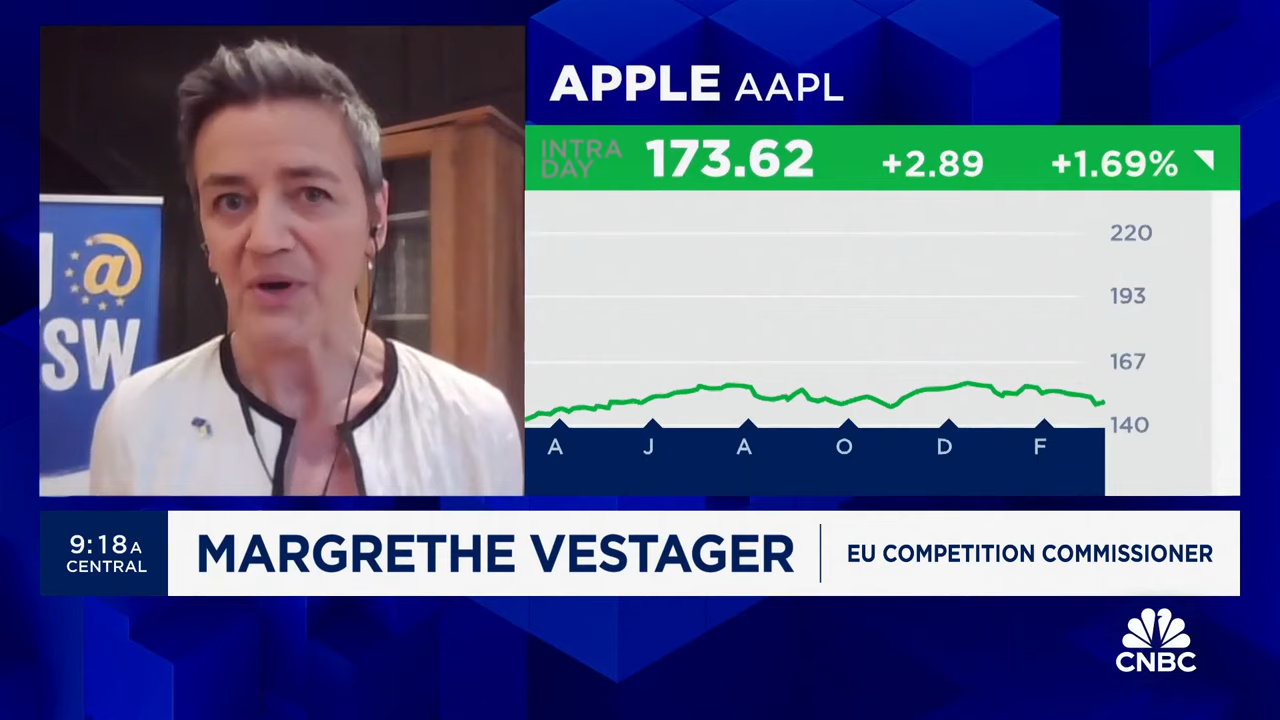 APPLE AAPL
INTRA
DAY
173.62 +2.89 +1.69%
220
193
167
140
A J A O D F
@
SW
9:18A
CENTRAL
MARGRETHE VESTAGER
EU COMPETITION COMMISSIONER
CNBC